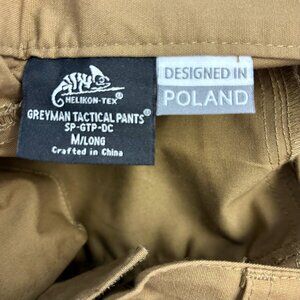 HELIKON-TEX®
GREYMAN TACTICAL PANTS®
SP-GTP-DC
M/LONG
Crafted in China
DESIGNED IN
POLAND